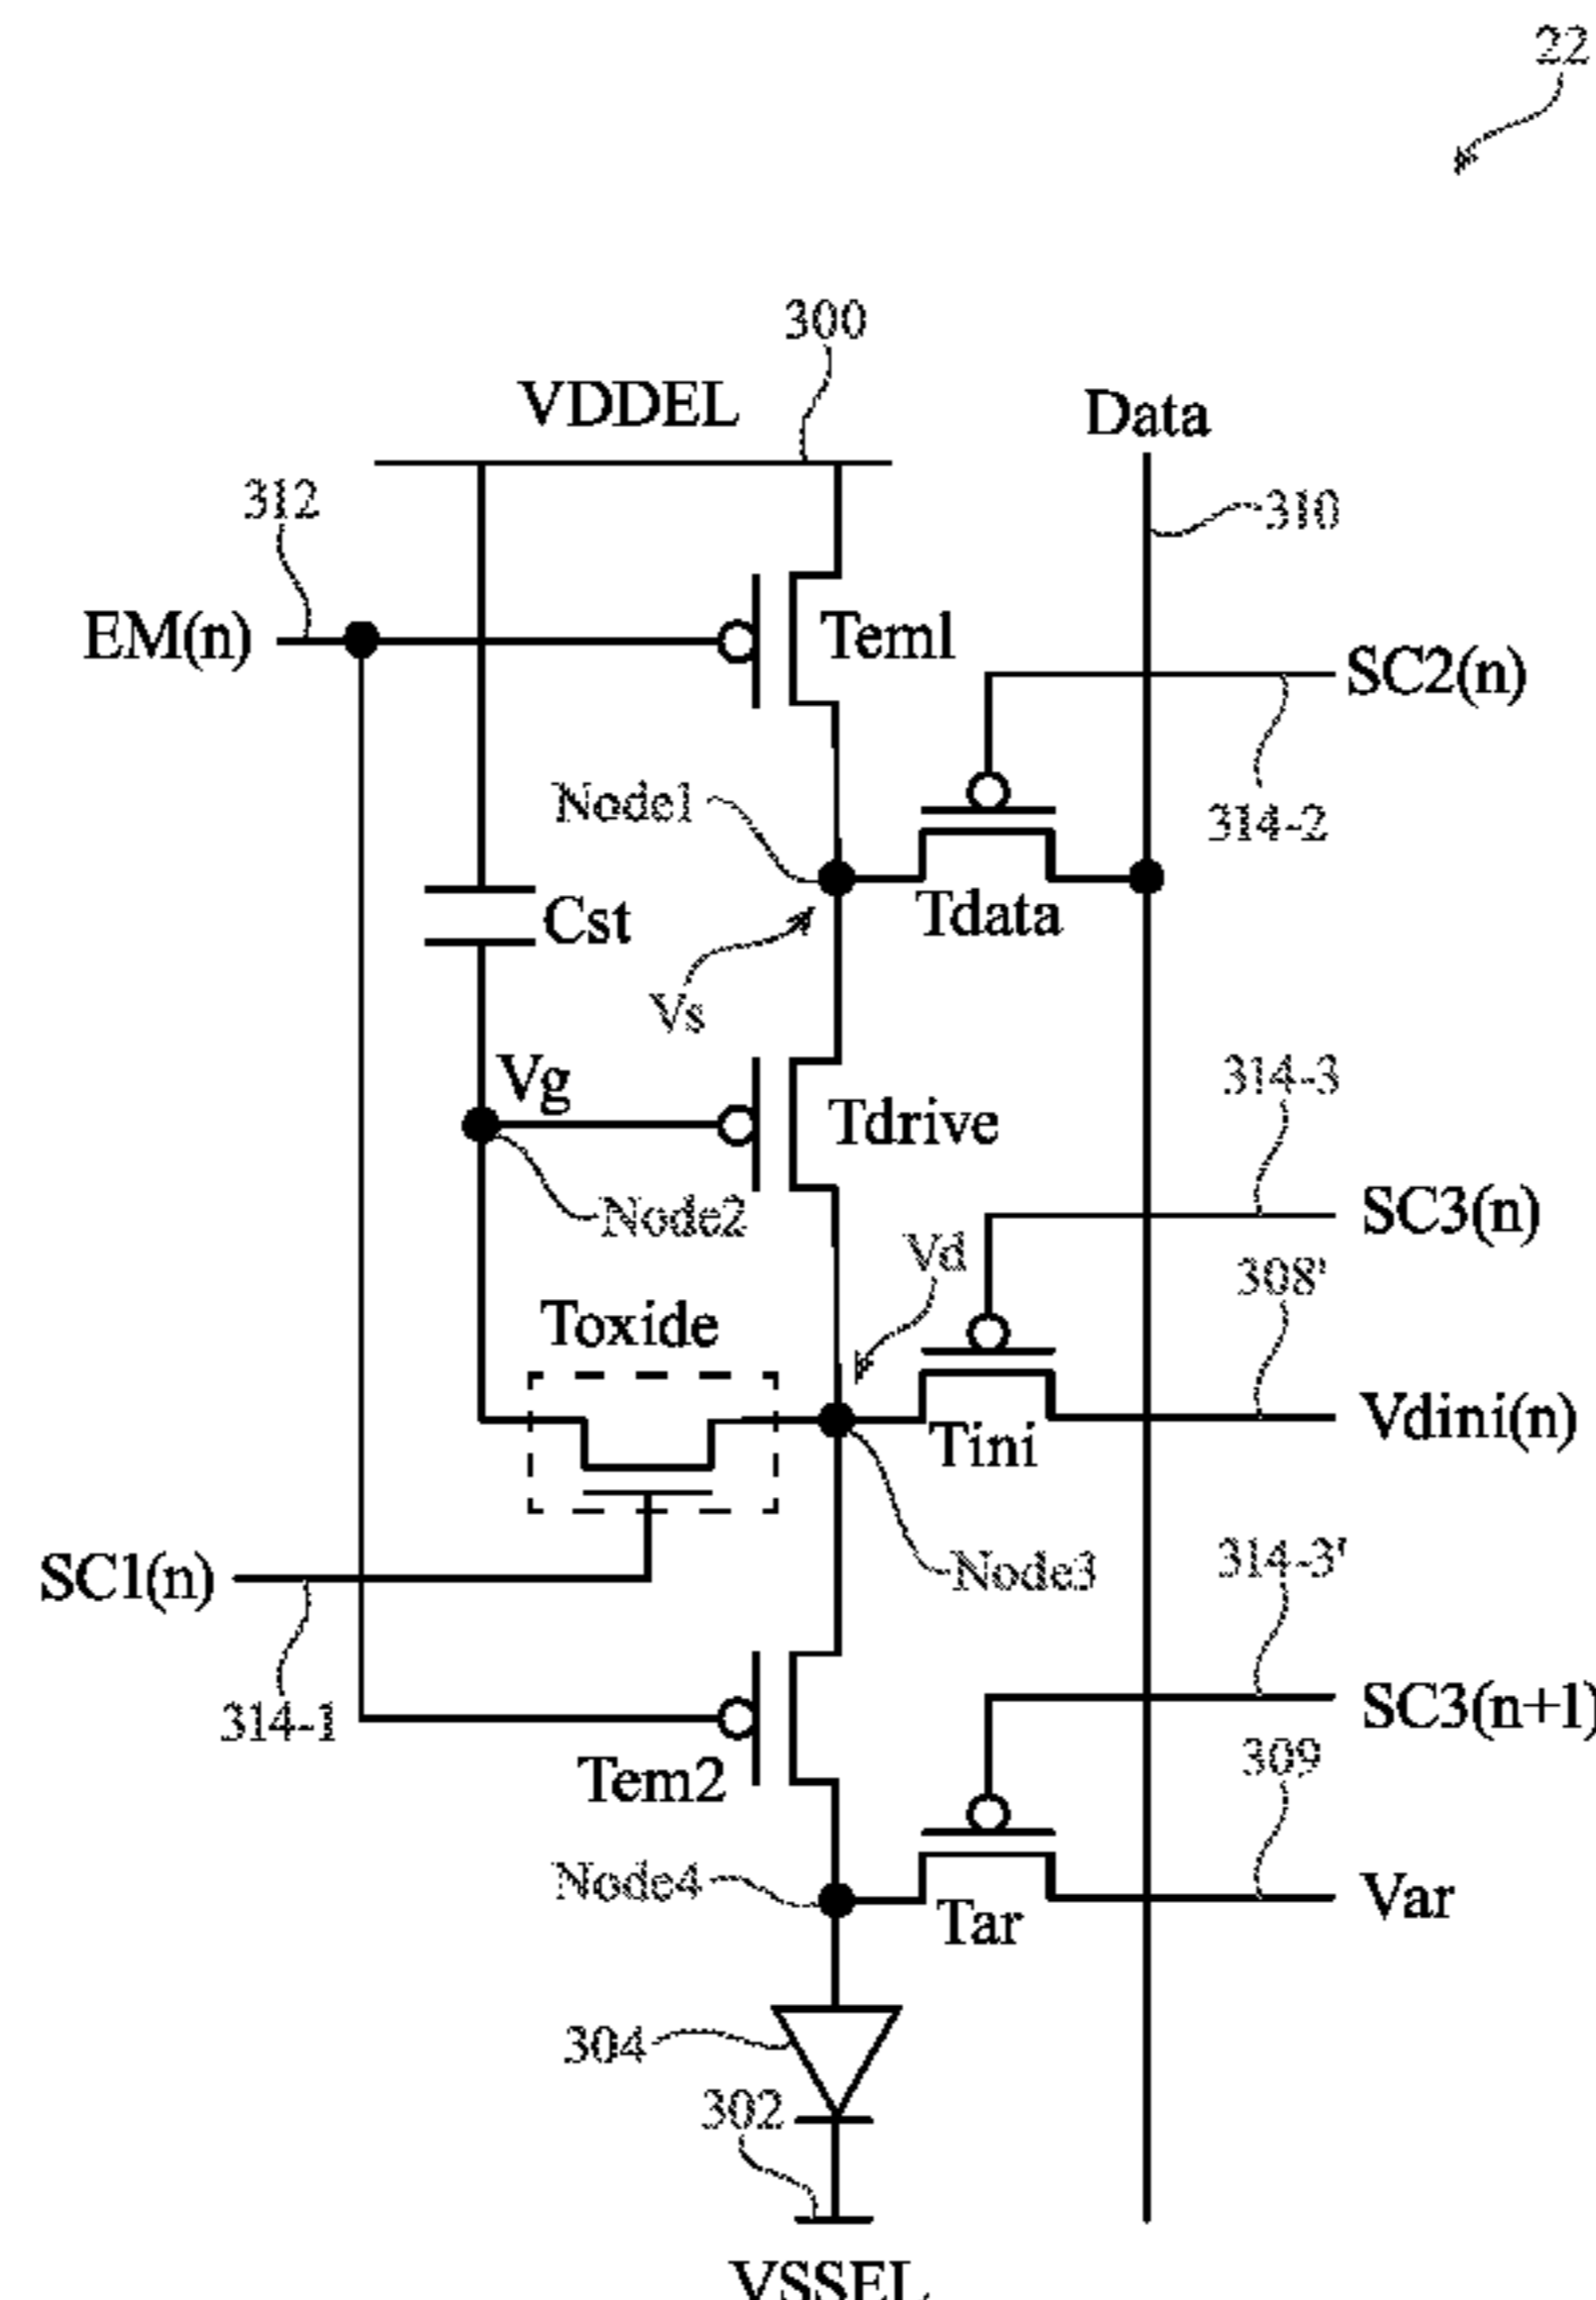 22
300
VDDEL
Data
312
310
EM(n)
Tem1
SC2(n)
Node1
314-2
Cst
Tdata
Vs
Vg
314-3
Tdrive
SC3(n)
Node2
Vd
308'
Toxide
Vdini(n)
Tini
314-3'
SC1(n)
Node3
314-1
SC3(n+1)
309
Tem2
Node4
Var
Tar
304
302
VSSEL